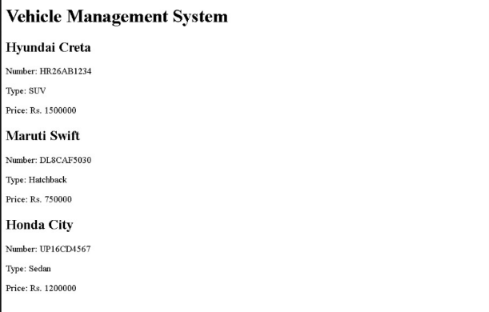 Vehicle Management System
Hyundai Creta
Number: HR26AB1234
Type: SUV
Price: Rs. 1500000
Maruti Swift
Number: DL8CAF5030
Type: Hatchback
Price: Rs. 750000
Honda City
Number: UP16CD4567
Type: Sedan
Price: Rs. 1200000